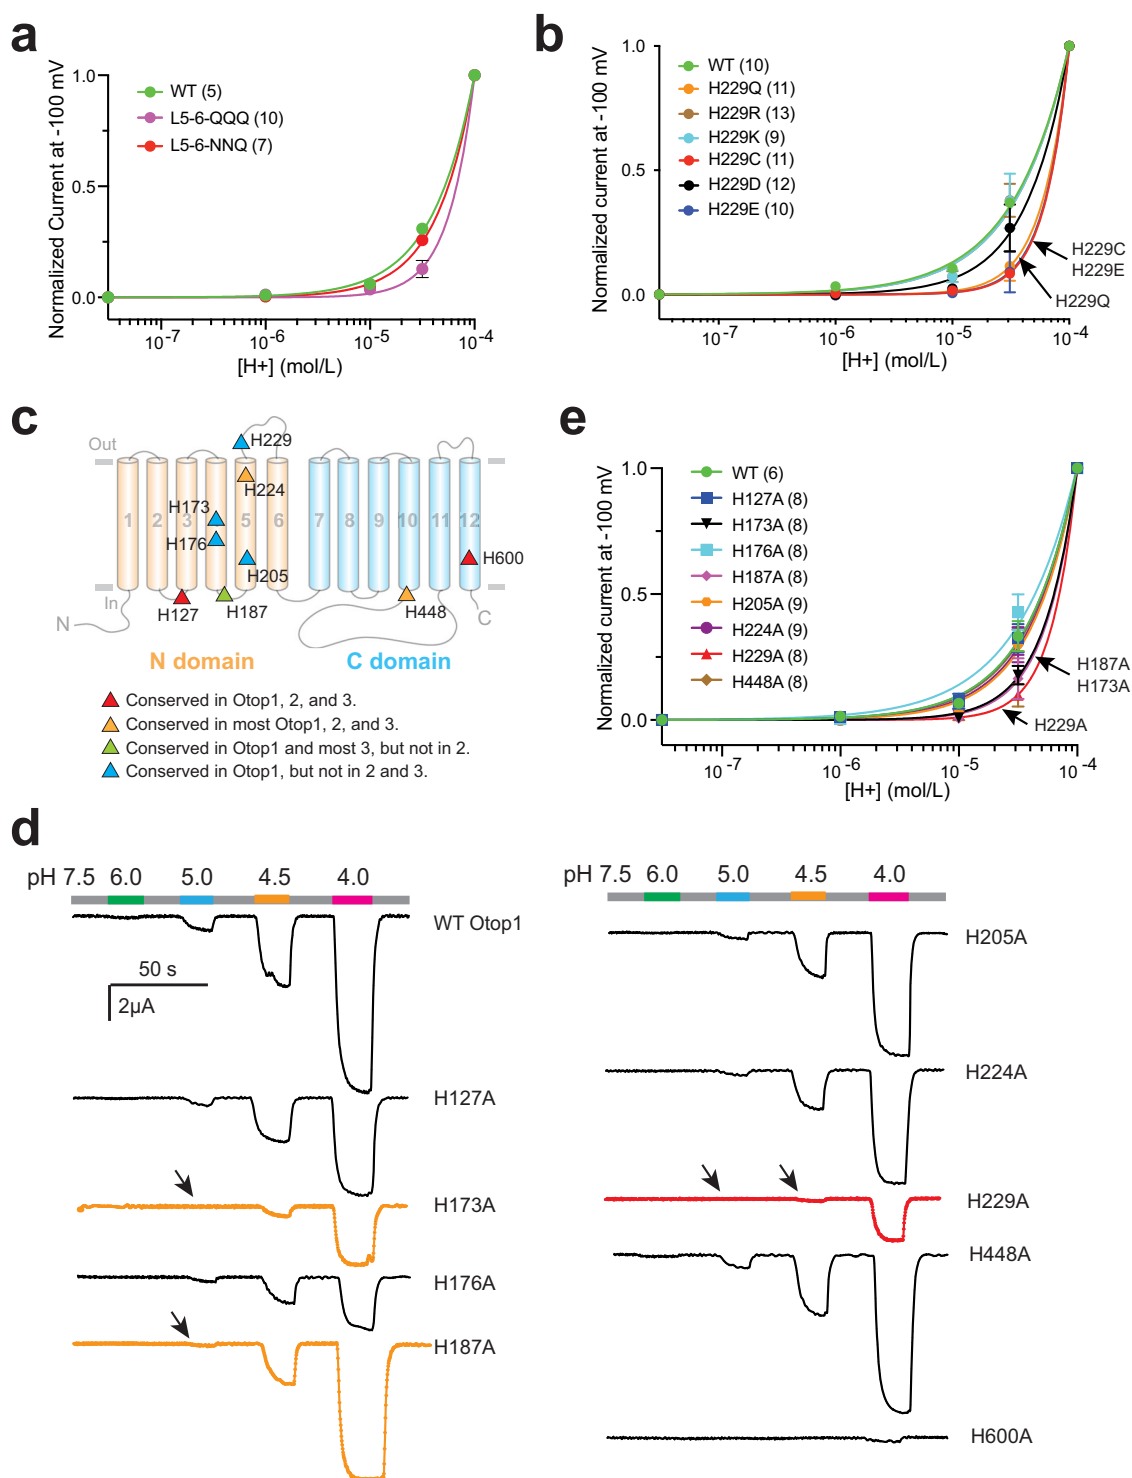 a
Normalized Current at -100 mV
1.0
0.5
0.0
WT (5)
L5-6-QQQ (10)
L5-6-NNQ (7)
10-7
10-6
10-5
10-4
[H+] (mol/L)
b
Normalized current at -100 mV
1.0
0.5
0.0
WT (10)
H229Q (11)
H229R (13)
H229K (9)
H229C (11)
H229D (12)
H229E (10)
H229C
H229E
H229Q
10-7
10-6
10-5
10-4
[H+] (mol/L)
c
Out
H229
H224
H173
1 2 3 5 6 7 8 9 10 11 12
H176
H205
H600
In
N
H127
H187
H448
C
N domain
C domain
Conserved in Otop1, 2, and 3.
Conserved in most Otop1, 2, and 3.
Conserved in Otop1 and most 3, but not in 2.
Conserved in Otop1, but not in 2 and 3.
e
Normalized current at -100 mV
1.0
0.5
0.0
WT (6)
H127A (8)
H173A (8)
H176A (8)
H187A (8)
H205A (9)
H224A (9)
H229A (8)
H448A (8)
H187A
H173A
H229A
10-7
10-6
10-5
10-4
[H+] (mol/L)
d
pH 7.5 6.0 5.0 4.5 4.0
WT Otop1
50 s
2µA
H127A
H173A
H176A
H187A
pH 7.5 6.0 5.0 4.5 4.0
H205A
H224A
H229A
H448A
H600A